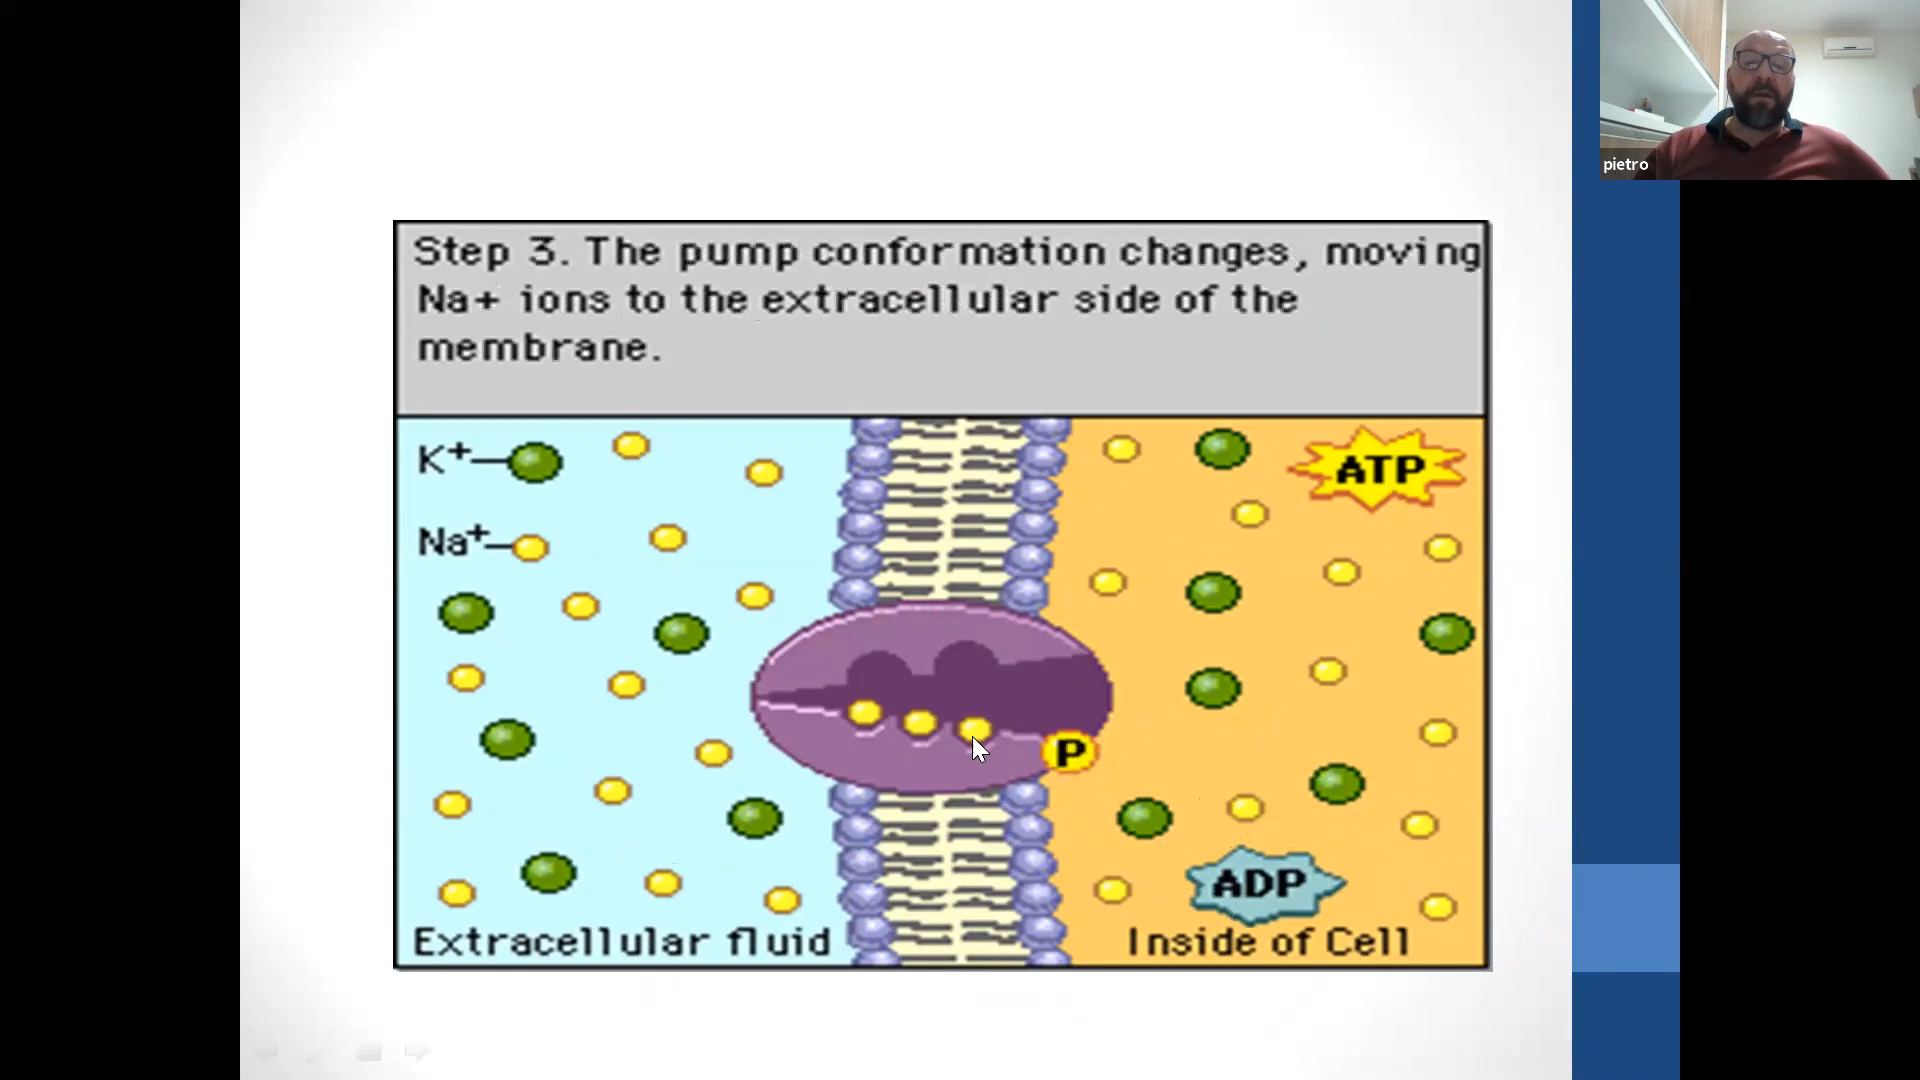 pietro
Step 3. The pump conformation changes, moving
Na+ ions to the extracellular side of the
membrane.
K+
ATP
Na+
P
ADP
Extracellular fluid
Inside of Cell